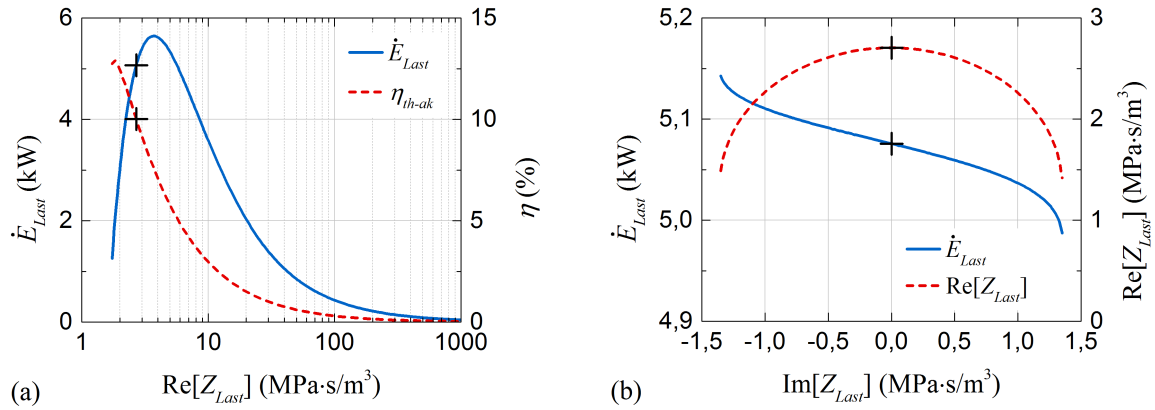 6
5
4
3
2
1
0
Ė_Last (kW)
15
10
5
0
η (%)
Ė_Last
η_th-ak
1
10
100
1000
(a)
Re[Z_Last] (MPa·s/m³)
5,2
5,1
5,0
4,9
Ė_Last (kW)
3
2
1
0
Re[Z_Last] (MPa·s/m³)
Ė_Last
Re[Z_Last]
-1,5
-1,0
-0,5
0,0
0,5
1,0
1,5
(b)
Im[Z_Last] (MPa·s/m³)